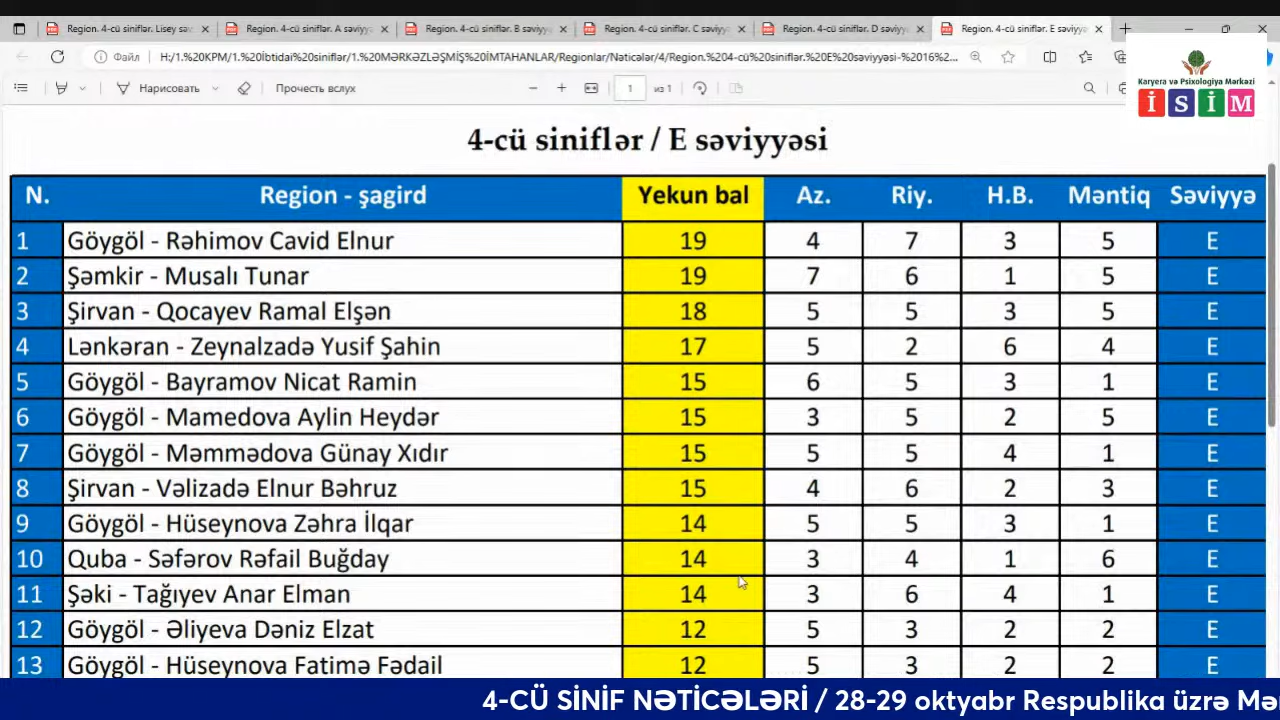 Region. 4-cü siniflər. Lisey səv
Region. 4-cü siniflər. A səviyy
Region. 4-cü siniflər. B səviyy
Region. 4-cü siniflər. C səviyy
Region. 4-cü siniflər. D səviyy
Region. 4-cü siniflər. E səviyyə
Файл H:/1.%20KPM/1.%20İbtidai%20siniflər/1.%20MƏRKƏZLƏŞMİŞ%20İMTAHANLAR/Regionlar/Nəticələr/4/Region.%204-cü%20siniflər.%20E%20səviyyəsi-%2016%2...
Karyera və Psixologiya Mərkəzi
İSİM
Нарисовать Прочесть вслух 1 из 1
4-cü siniflər / E səviyyəsi
N. Region - şagird Yekun bal Az. Riy. H.B. Məntiq Səviyyə
1 Göygöl - Rəhimov Cavid Elnur 19 4 7 3 5 E
2 Şəmkir - Musalı Tunar 19 7 6 1 5 E
3 Şirvan - Qocayev Ramal Elşən 18 5 5 3 5 E
4 Lənkəran - Zeynalzadə Yusif Şahin 17 5 2 6 4 E
5 Göygöl - Bayramov Nicat Ramin 15 6 5 3 1 E
6 Göygöl - Mamedova Aylin Heydər 15 3 5 2 5 E
7 Göygöl - Məmmədova Günay Xıdır 15 5 5 4 1 E
8 Şirvan - Vəlizadə Elnur Bəhruz 15 4 6 2 3 E
9 Göygöl - Hüseynova Zəhra İlqar 14 5 5 3 1 E
10 Quba - Səfərov Rəfail Buğday 14 3 4 1 6 E
11 Şəki - Tağıyev Anar Elman 14 3 6 4 1 E
12 Göygöl - Əliyeva Dəniz Elzat 12 5 3 2 2 E
13 Göygöl - Hüseynova Fatimə Fədail 12 5 3 2 2 E
4-CÜ SİNİF NƏTİCƏLƏRİ / 28-29 oktyabr Respublika üzrə Mə